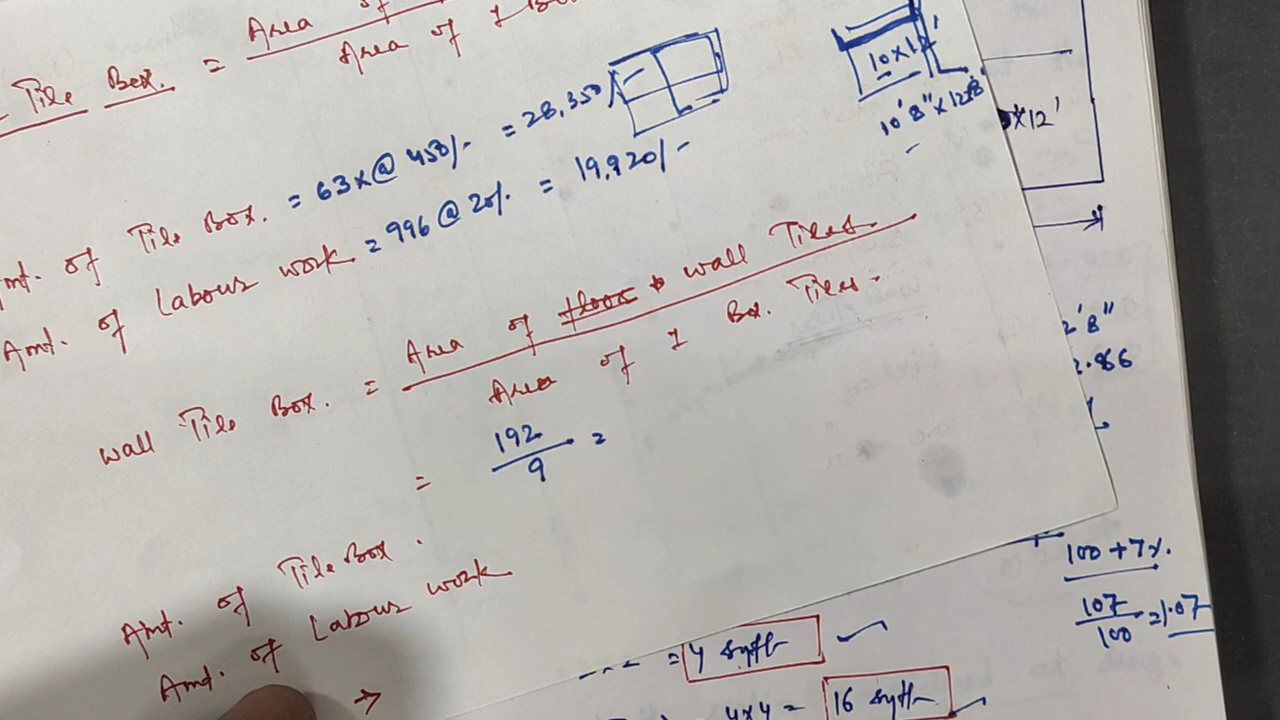 Area of
Tile Box. = Area of 1
10x12'
10'8" x 12'8"
x12'
Amt. of Tile Box. = 63x@ 450/- = 28,350/-
Amt. of Labour work = 996 @ 20/. = 19,920/-
wall Tile Box. = Area of floor wall Tiles.
Area of 1 Box. Tiles.
2'8"
2.66
= 192 =
9
Amt. of Tile Box.
Amt. of Labour work
100 + 7%.
107 = 1.07
100
= 4 sqft
4x4 = 16 sqft